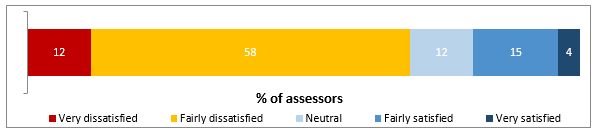 12 58 12 15 4
% of assessors
Very dissatisfied Fairly dissatisfied Neutral Fairly satisfied Very satisfied